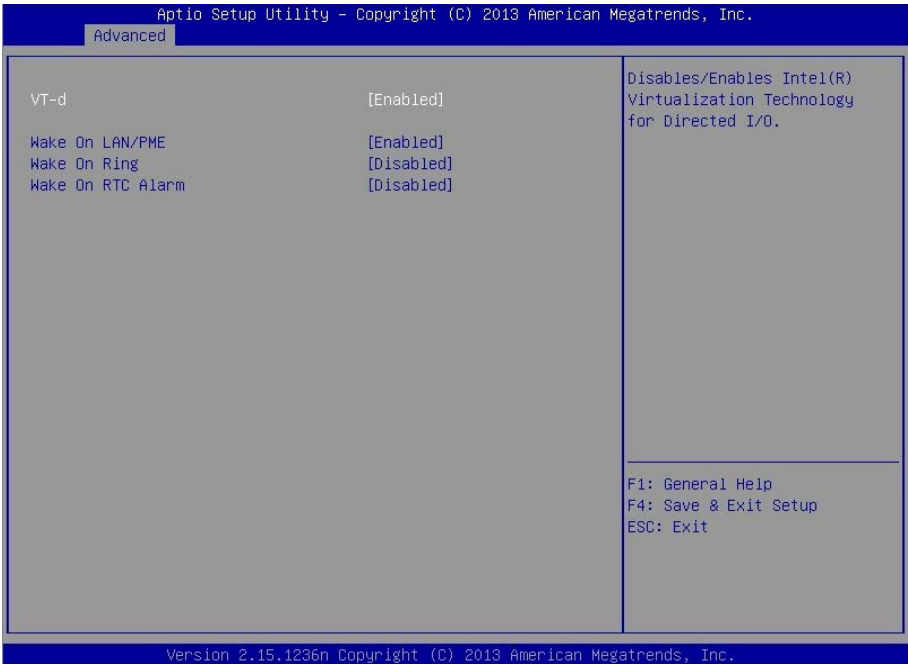 Aptio Setup Utility – Copyright (C) 2013 American Megatrends, Inc.
Advanced
VT-d [Enabled]
Wake On LAN/PME [Enabled]
Wake On Ring [Disabled]
Wake On RTC Alarm [Disabled]
Disables/Enables Intel(R)
Virtualization Technology
for Directed I/O.
F1: General Help
F4: Save & Exit Setup
ESC: Exit
Version 2.15.1236n Copyright (C) 2013 American Megatrends, Inc.